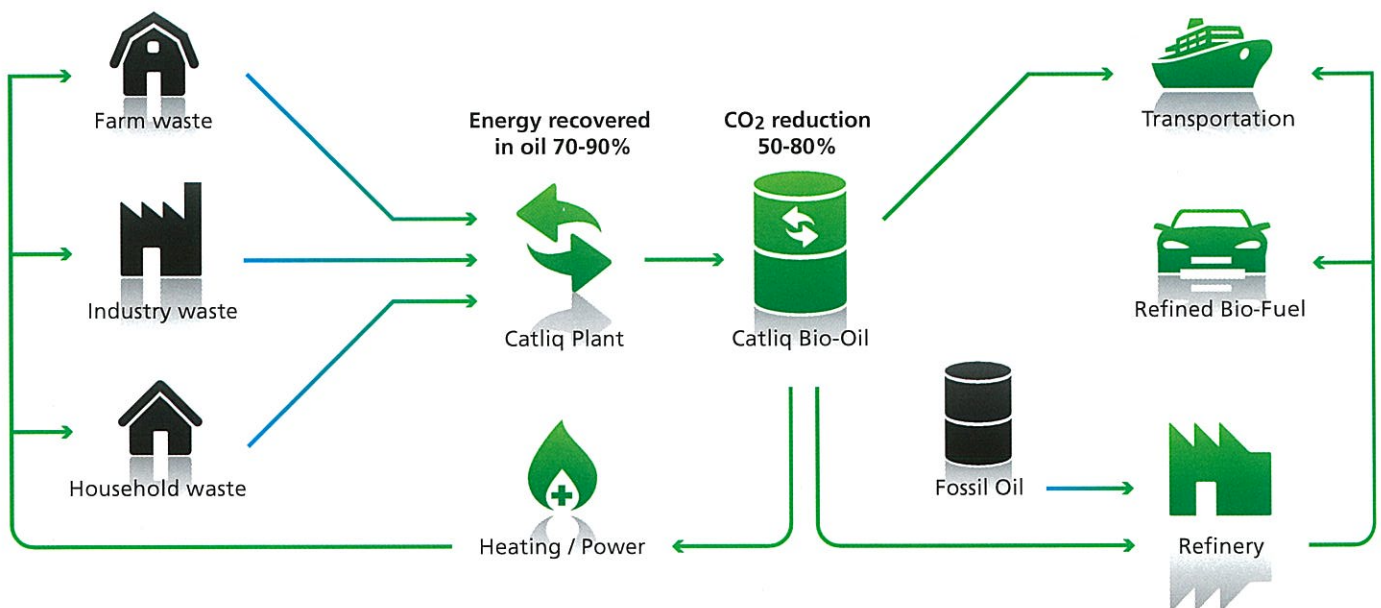 Farm waste
Energy recovered
in oil 70-90%
CO2 reduction
50-80%
Transportation
Industry waste
Catliq Plant
Catliq Bio-Oil
Refined Bio-Fuel
Household waste
Fossil Oil
Heating / Power
Refinery